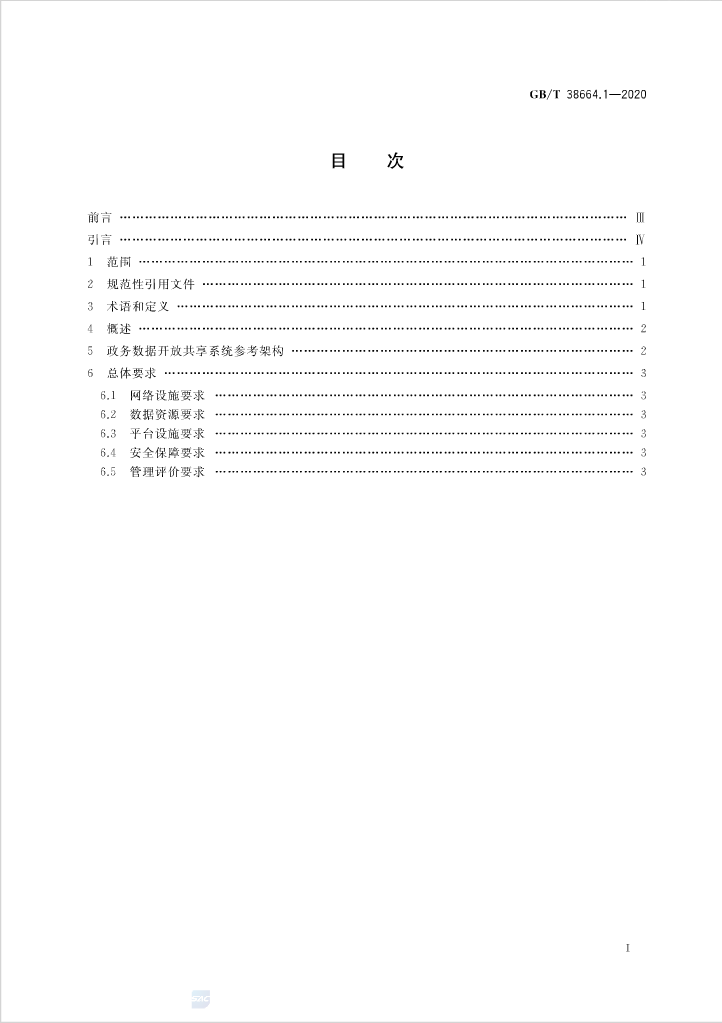 GB/T 38664.1—2020
目 次
前言 ………………………………………………………………………… Ⅲ
引言 ………………………………………………………………………… Ⅳ
1 范围 ………………………………………………………………………… 1
2 规范性引用文件 ………………………………………………………………… 1
3 术语和定义 ……………………………………………………………………… 1
4 概述 ………………………………………………………………………… 2
5 政务数据开放共享系统参考架构 ……………………………………………… 2
6 总体要求 ………………………………………………………………………… 3
6.1 网络设施要求 ………………………………………………………………… 3
6.2 数据资源要求 ………………………………………………………………… 3
6.3 平台设施要求 ………………………………………………………………… 3
6.4 安全保障要求 ………………………………………………………………… 3
6.5 管理评价要求 ………………………………………………………………… 3
Ⅰ
SAC